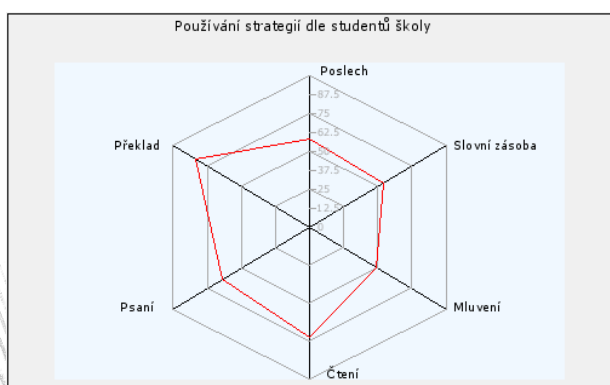 Používání strategií dle studentů školy
Poslech
87.5
Překlad
75
Slovní zásoba
62.5
50
37.5
25
12.5
0
Psaní
Mluvení
Čtení